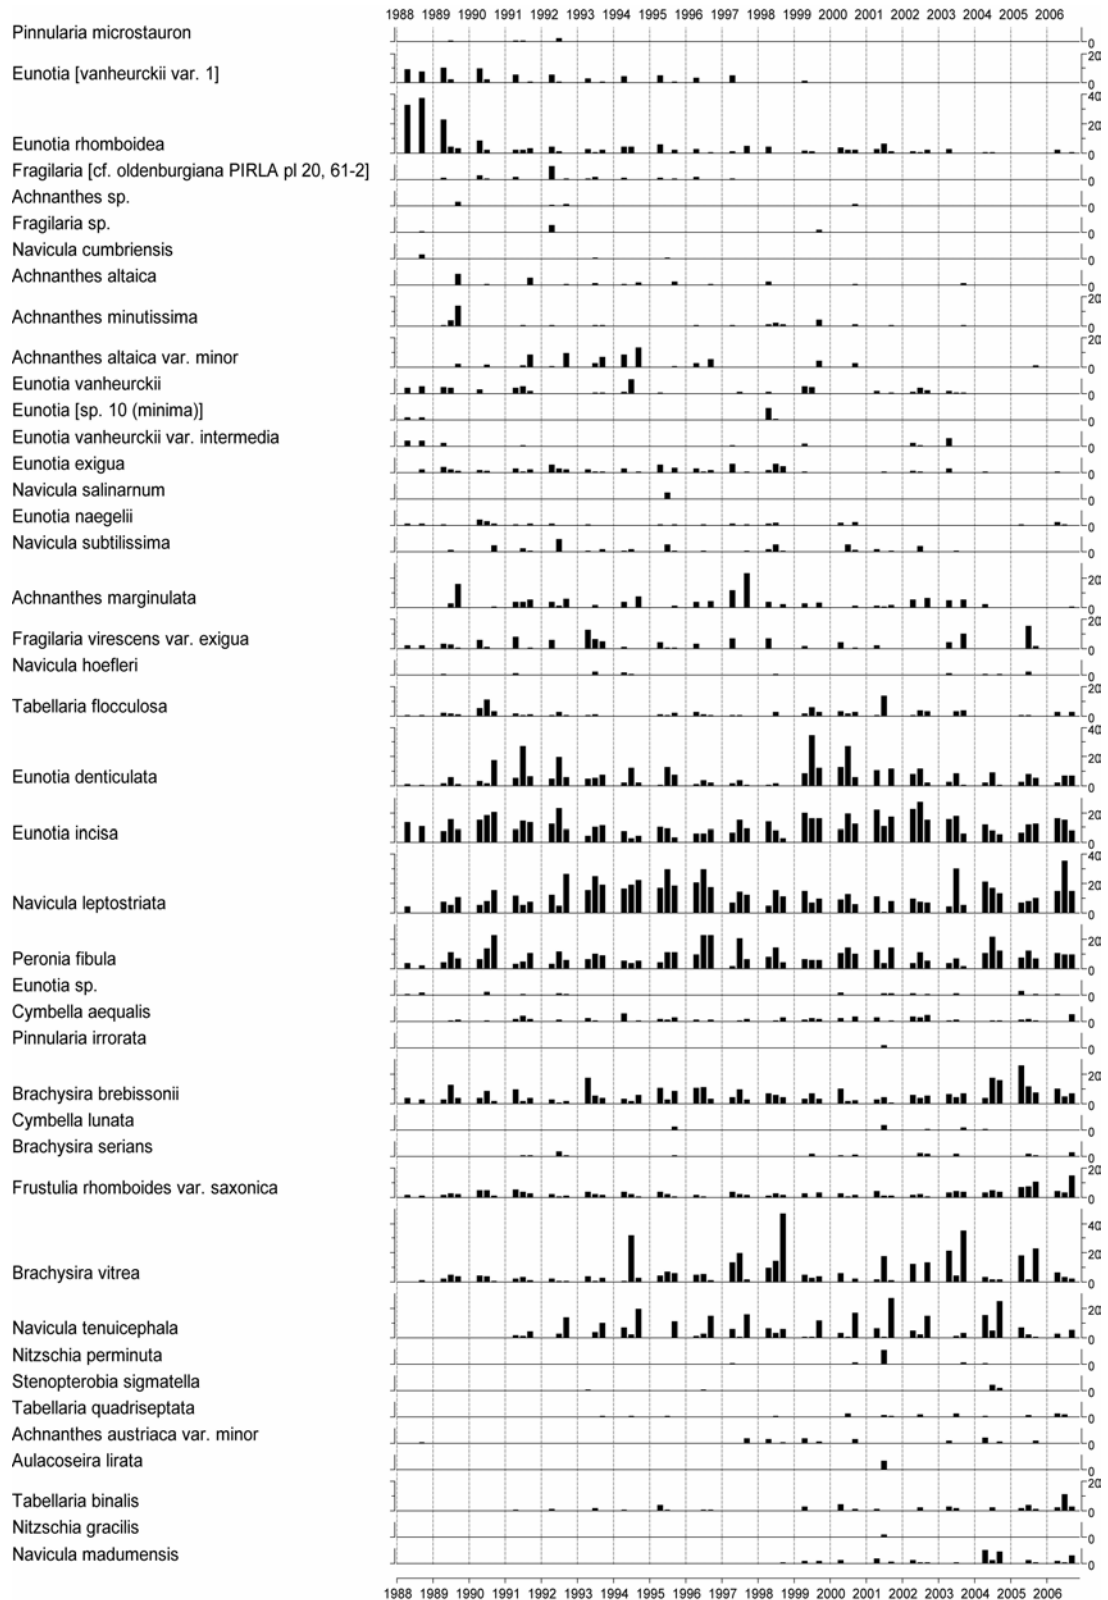 1988 1989 1990 1991 1992 1993 1994 1995 1996 1997 1998 1999 2000 2001 2002 2003 2004 2005 2006
Pinnularia microstauron 0
Eunotia [vanheurckii var. 1] 20 0
Eunotia rhomboidea 40 20 0
Fragilaria [cf. oldenburgiana PIRLA pl 20, 61-2] 0
Achnanthes sp. 0
Fragilaria sp. 0
Navicula cumbriensis 0
Achnanthes altaica 0
Achnanthes minutissima 20 0
Achnanthes altaica var. minor 20 0
Eunotia vanheurckii 0
Eunotia [sp. 10 (minima)] 0
Eunotia vanheurckii var. intermedia 0
Eunotia exigua 0
Navicula salinarnum 0
Eunotia naegelii 0
Navicula subtilissima 0
Achnanthes marginulata 20 0
Fragilaria virescens var. exigua 20 0
Navicula hoefleri 0
Tabellaria flocculosa 20 0
Eunotia denticulata 40 20 0
Eunotia incisa 20 0
Navicula leptostriata 40 20 0
Peronia fibula 20 0
Eunotia sp. 0
Cymbella aequalis 0
Pinnularia irrorata 0
Brachysira brebissonii 20 0
Cymbella lunata 0
Brachysira serians 0
Frustulia rhomboides var. saxonica 20 0
Brachysira vitrea 40 20 0
Navicula tenuicephala 20 0
Nitzschia perminuta 0
Stenopterobia sigmatella 0
Tabellaria quadriseptata 0
Achnanthes austriaca var. minor 0
Aulacoseira lirata 0
Tabellaria binalis 20 0
Nitzschia gracilis 0
Navicula madumensis 0
1988 1989 1990 1991 1992 1993 1994 1995 1996 1997 1998 1999 2000 2001 2002 2003 2004 2005 2006